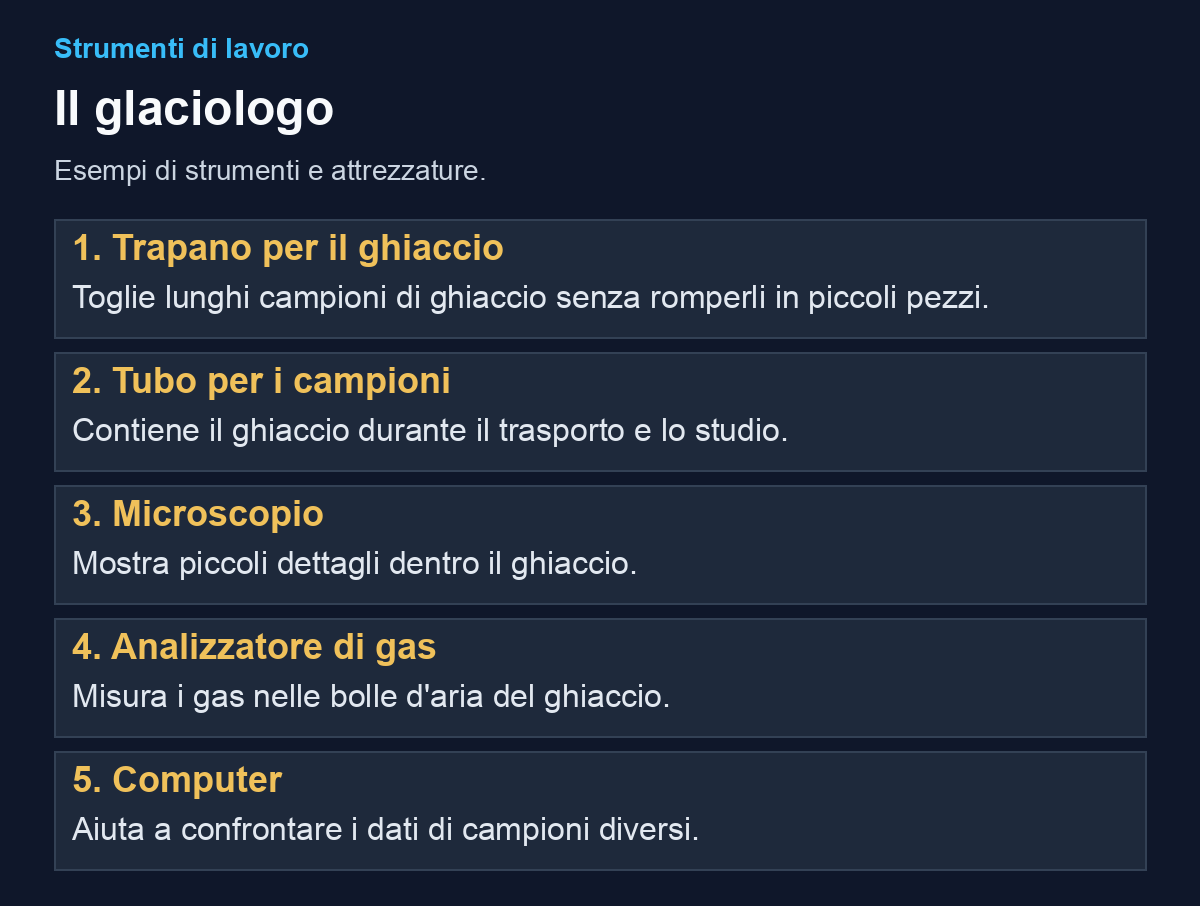 Strumenti di lavoro
Il glaciologo
Esempi di strumenti e attrezzature.
1. Trapano per il ghiaccio
Toglie lunghi campioni di ghiaccio senza romperli in piccoli pezzi.
2. Tubo per i campioni
Contiene il ghiaccio durante il trasporto e lo studio.
3. Microscopio
Mostra piccoli dettagli dentro il ghiaccio.
4. Analizzatore di gas
Misura i gas nelle bolle d'aria del ghiaccio.
5. Computer
Aiuta a confrontare i dati di campioni diversi.